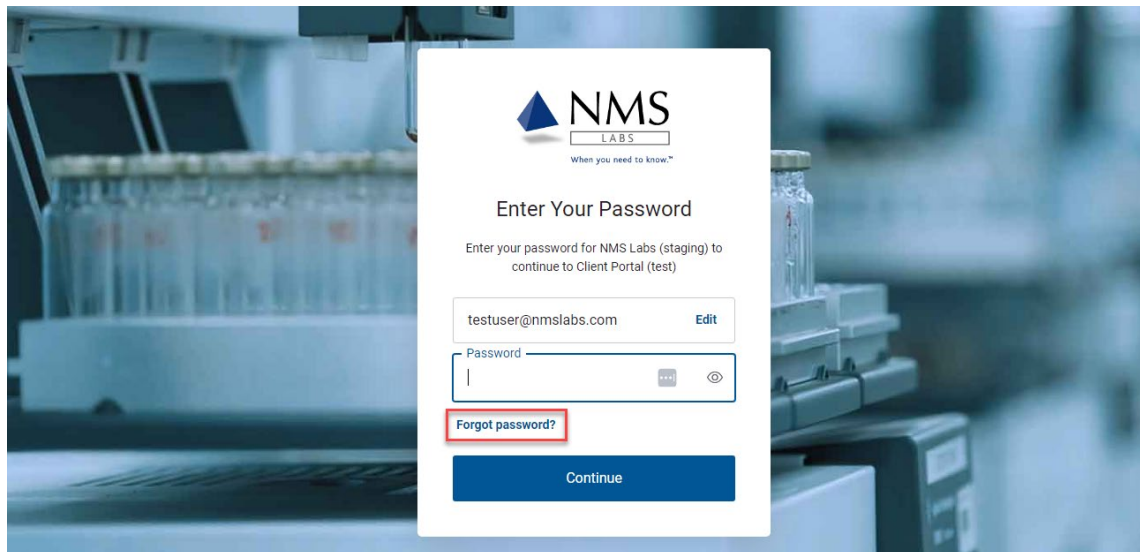 NMS
LABS
When you need to know.™
Enter Your Password
Enter your password for NMS Labs (staging) to
continue to Client Portal (test)
testuser@nmslabs.com Edit
Password
Forgot password?
Continue